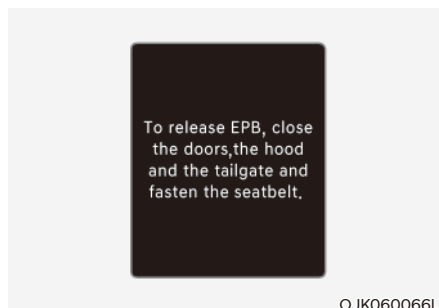 To release EPB, close
the doors,the hood
and the tailgate and
fasten the seatbelt.
OJK060066L